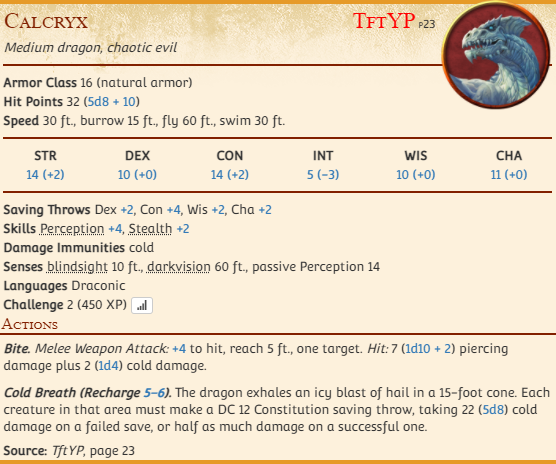 Calcryx TftYP p23
Medium dragon, chaotic evil
Armor Class 16 (natural armor)
Hit Points 32 (5d8 + 10)
Speed 30 ft., burrow 15 ft., fly 60 ft., swim 30 ft.
STR DEX CON INT WIS CHA
14 (+2) 10 (+0) 14 (+2) 5 (−3) 10 (+0) 11 (+0)
Saving Throws Dex +2, Con +4, Wis +2, Cha +2
Skills Perception +4, Stealth +2
Damage Immunities cold
Senses blindsight 10 ft., darkvision 60 ft., passive Perception 14
Languages Draconic
Challenge 2 (450 XP)
Actions
Bite. Melee Weapon Attack: +4 to hit, reach 5 ft., one target. Hit: 7 (1d10 + 2) piercing
damage plus 2 (1d4) cold damage.
Cold Breath (Recharge 5–6). The dragon exhales an icy blast of hail in a 15-foot cone. Each
creature in that area must make a DC 12 Constitution saving throw, taking 22 (5d8) cold
damage on a failed save, or half as much damage on a successful one.
Source: TftYP, page 23